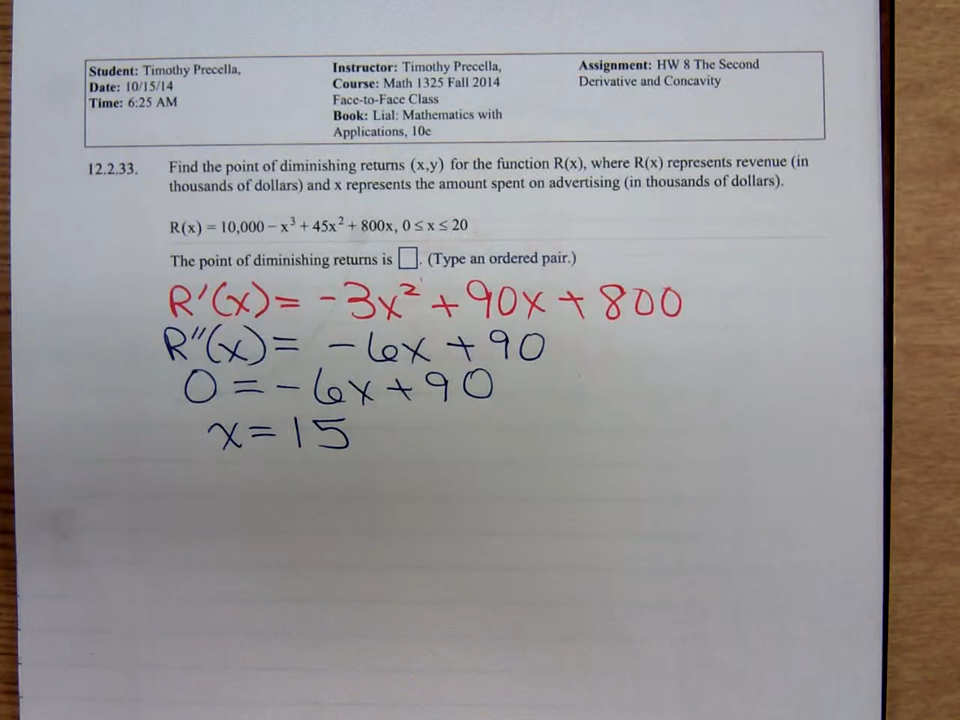 Student: Timothy Precella,
Date: 10/15/14
Time: 6:25 AM
Instructor: Timothy Precella,
Course: Math 1325 Fall 2014
Face-to-Face Class
Book: Lial: Mathematics with
Applications, 10e
Assignment: HW 8 The Second
Derivative and Concavity
12.2.33. Find the point of diminishing returns (x,y) for the function R(x), where R(x) represents revenue (in
thousands of dollars) and x represents the amount spent on advertising (in thousands of dollars).
R(x) = 10,000 − x³ + 45x² + 800x, 0 ≤ x ≤ 20
The point of diminishing returns is □. (Type an ordered pair.)
R'(x) = -3x² + 90x + 800
R''(x) = -6x + 90
0 = -6x + 90
x = 15